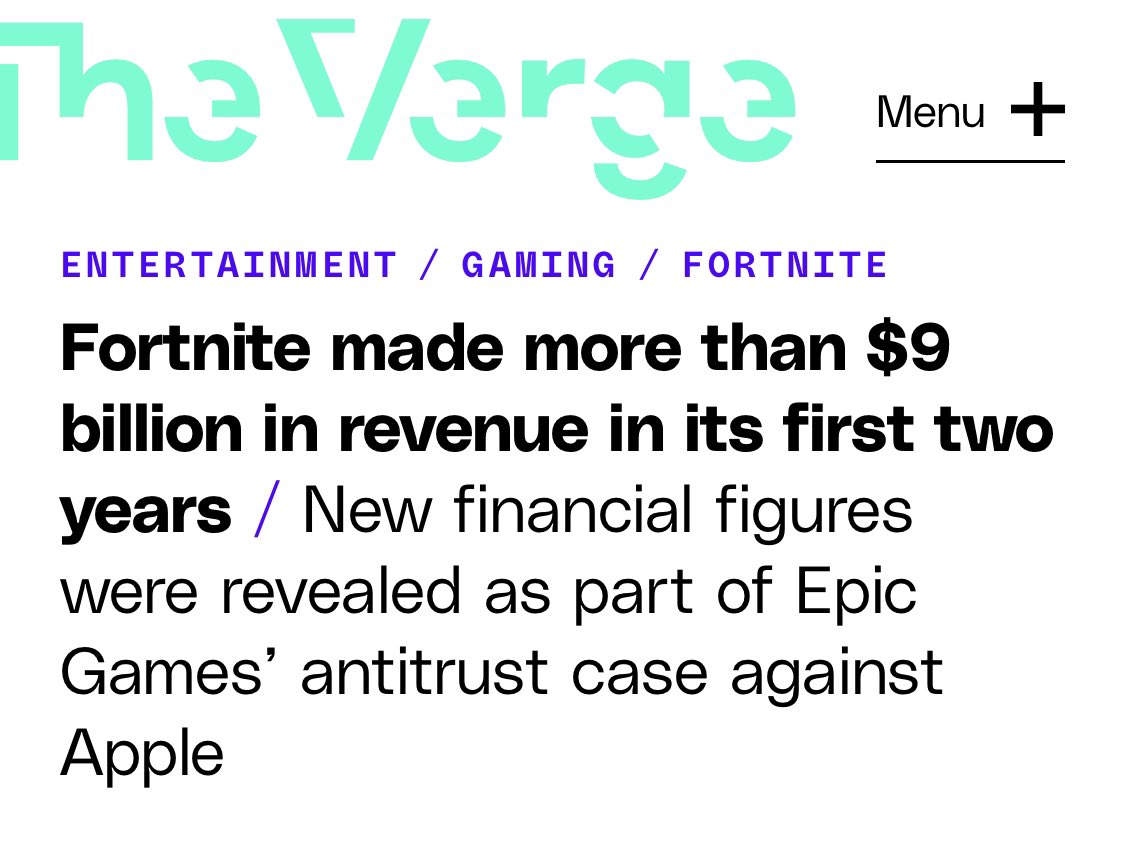 The Verge
Menu +
ENTERTAINMENT / GAMING / FORTNITE
Fortnite made more than $9
billion in revenue in its first two
years / New financial figures
were revealed as part of Epic
Games’ antitrust case against
Apple